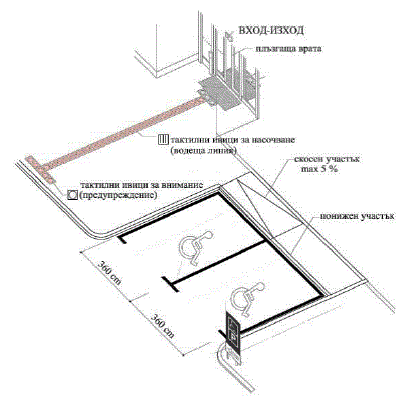 ВХОД-ИЗХОД
плъзгаща врата
тактилни ивици за насочване
(водеща линия)
скосен участък
max 5 %
тактилни ивици за внимание
(предупреждение)
понижен участък
360 cm
360 cm